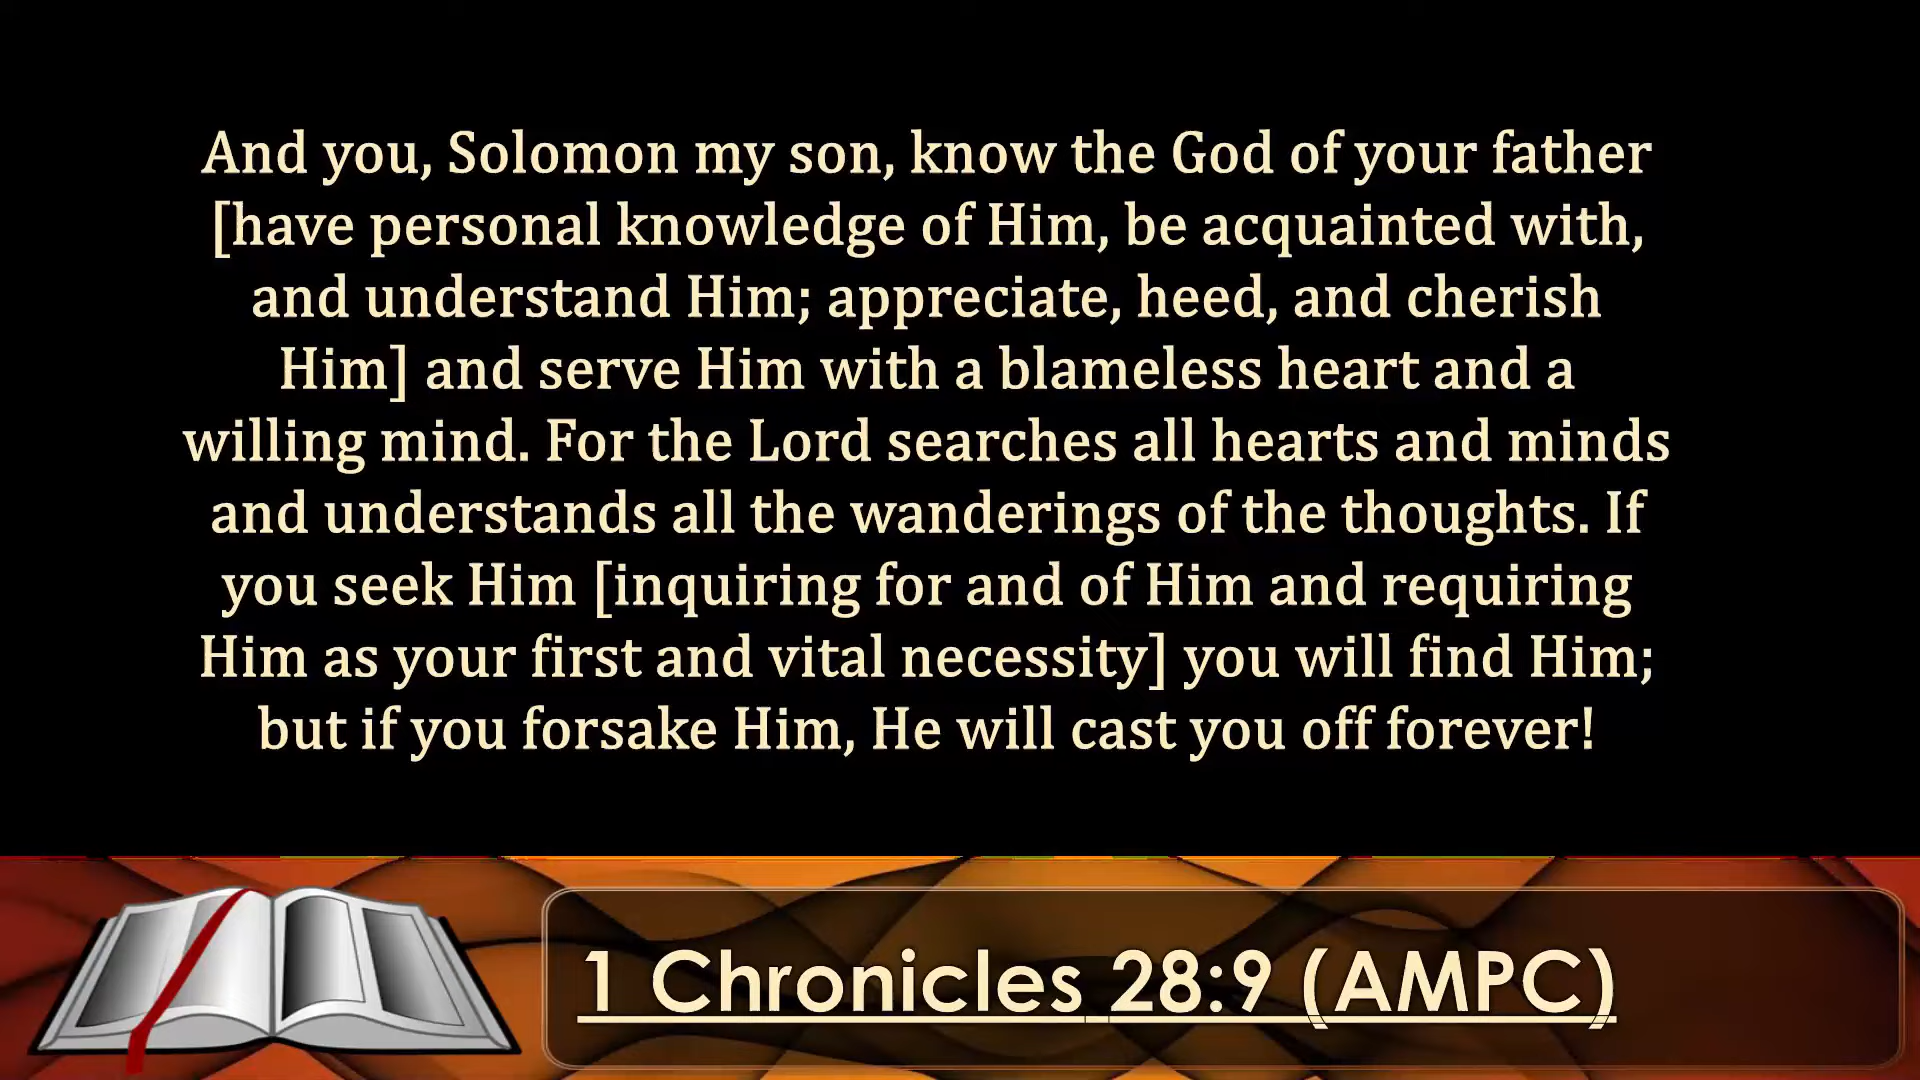 And you, Solomon my son, know the God of your father
[have personal knowledge of Him, be acquainted with,
and understand Him; appreciate, heed, and cherish
Him] and serve Him with a blameless heart and a
willing mind. For the Lord searches all hearts and minds
and understands all the wanderings of the thoughts. If
you seek Him [inquiring for and of Him and requiring
Him as your first and vital necessity] you will find Him;
but if you forsake Him, He will cast you off forever!
1 Chronicles 28:9 (AMPC)